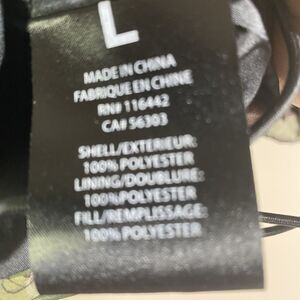 L
MADE IN CHINA
FABRIQUE EN CHINE
RN# 116442
CA# 56303
SHELL/EXTERIEUR:
100% POLYESTER
LINING/DOUBLURE:
100% POLYESTER
FILL/REMPLISSAGE:
100% POLYESTER